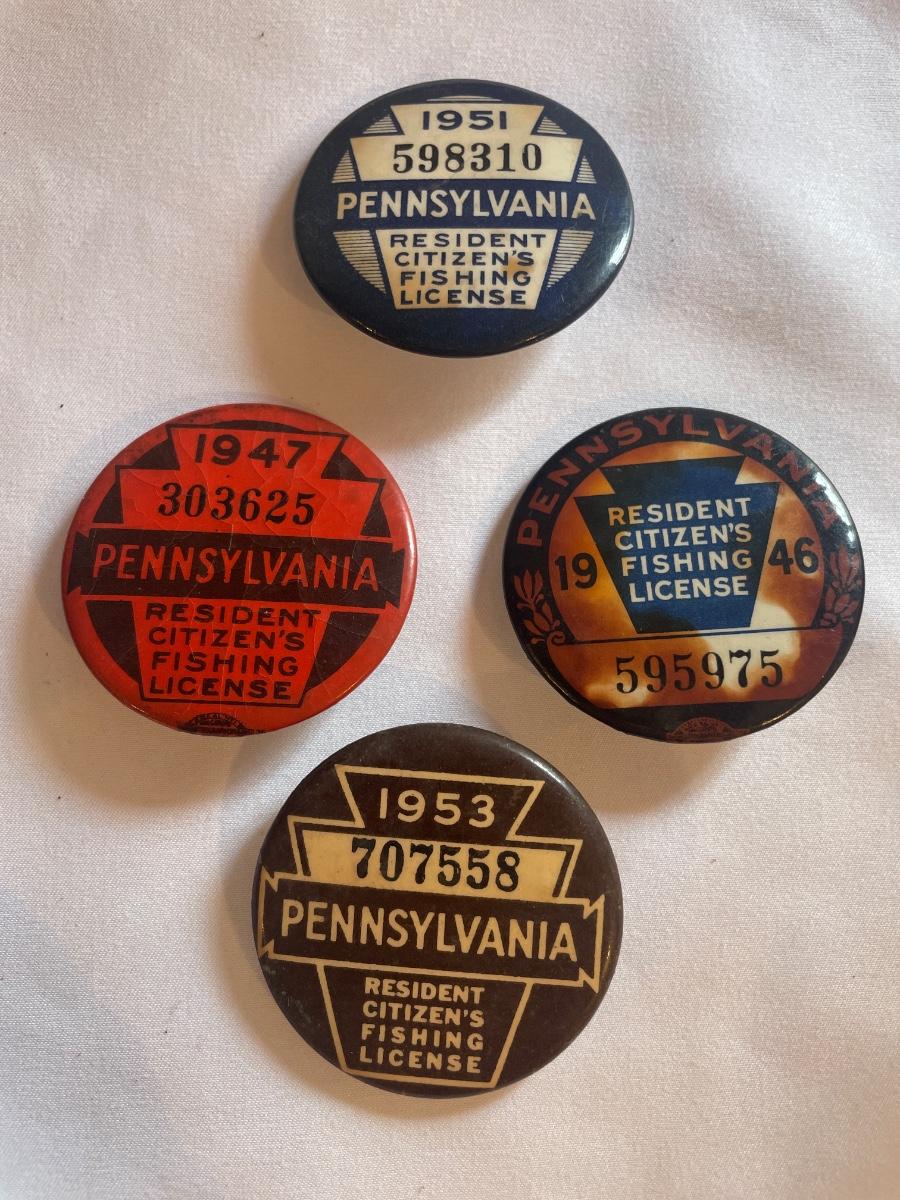 1951
598310
PENNSYLVANIA
RESIDENT
CITIZEN'S
FISHING
LICENSE
1947
303625
PENNSYLVANIA
RESIDENT
CITIZEN'S
FISHING
LICENSE
PENNSYLVANIA
RESIDENT
CITIZEN'S
FISHING
LICENSE
19 46
595975
1953
707558
PENNSYLVANIA
RESIDENT
CITIZEN'S
FISHING
LICENSE